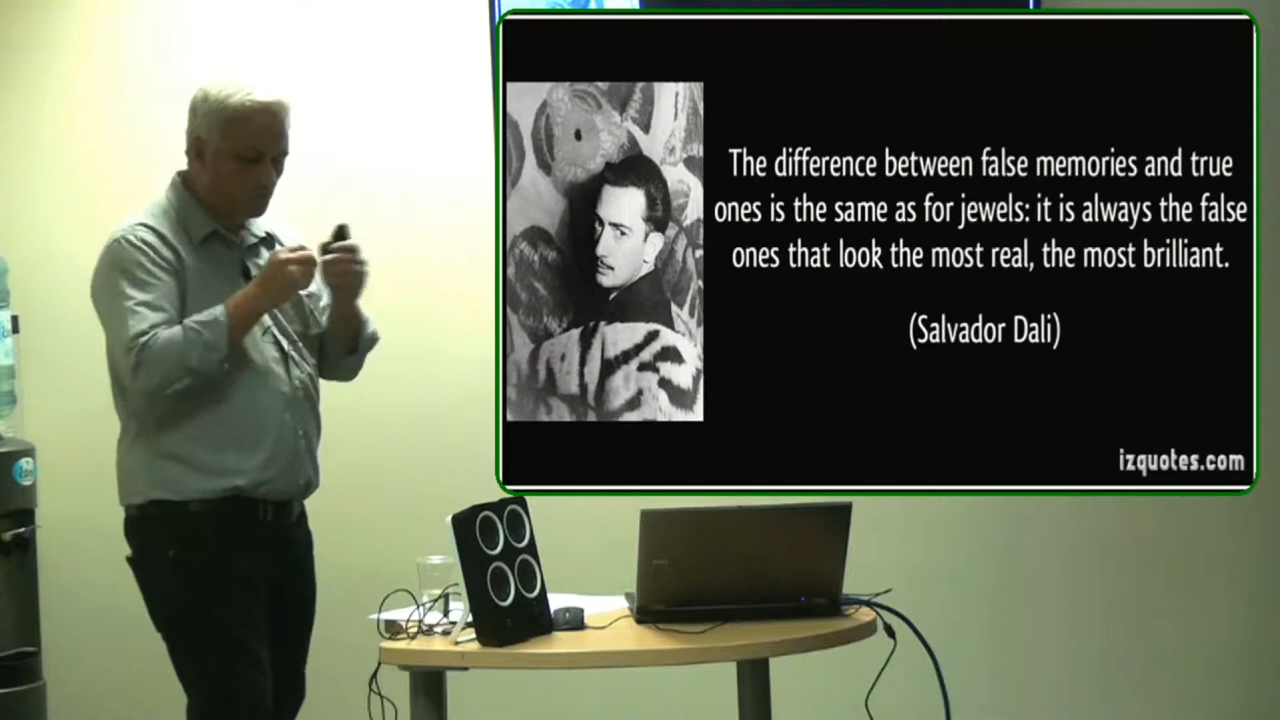 The difference between false memories and true
ones is the same as for jewels: it is always the false
ones that look the most real, the most brilliant.
(Salvador Dali)
izquotes.com